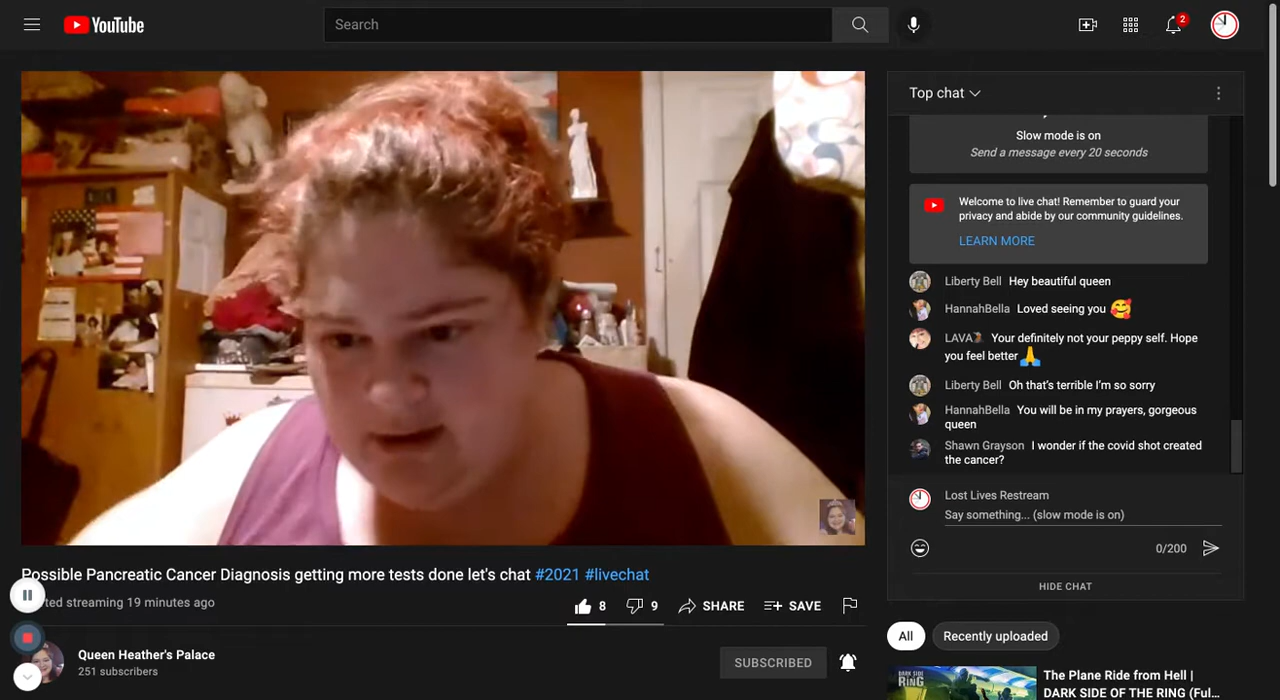 YouTube
Search
2
Top chat
Slow mode is on
Send a message every 20 seconds
Welcome to live chat! Remember to guard your
privacy and abide by our community guidelines.
LEARN MORE
Liberty Bell Hey beautiful queen
HannahBella Loved seeing you 🥰
LAVA Your definitely not your peppy self. Hope
you feel better 🙏
Liberty Bell Oh that's terrible I'm so sorry
HannahBella You will be in my prayers, gorgeous
queen
Shawn Grayson I wonder if the covid shot created
the cancer?
Lost Lives Restream
Say something... (slow mode is on)
0/200
HIDE CHAT
Possible Pancreatic Cancer Diagnosis getting more tests done let's chat #2021 #livechat
ted streaming 19 minutes ago
8
9
SHARE
SAVE
Queen Heather's Palace
251 subscribers
SUBSCRIBED
All
Recently uploaded
DARK SIDE
RING
The Plane Ride from Hell |
DARK SIDE OF THE RING (Ful...